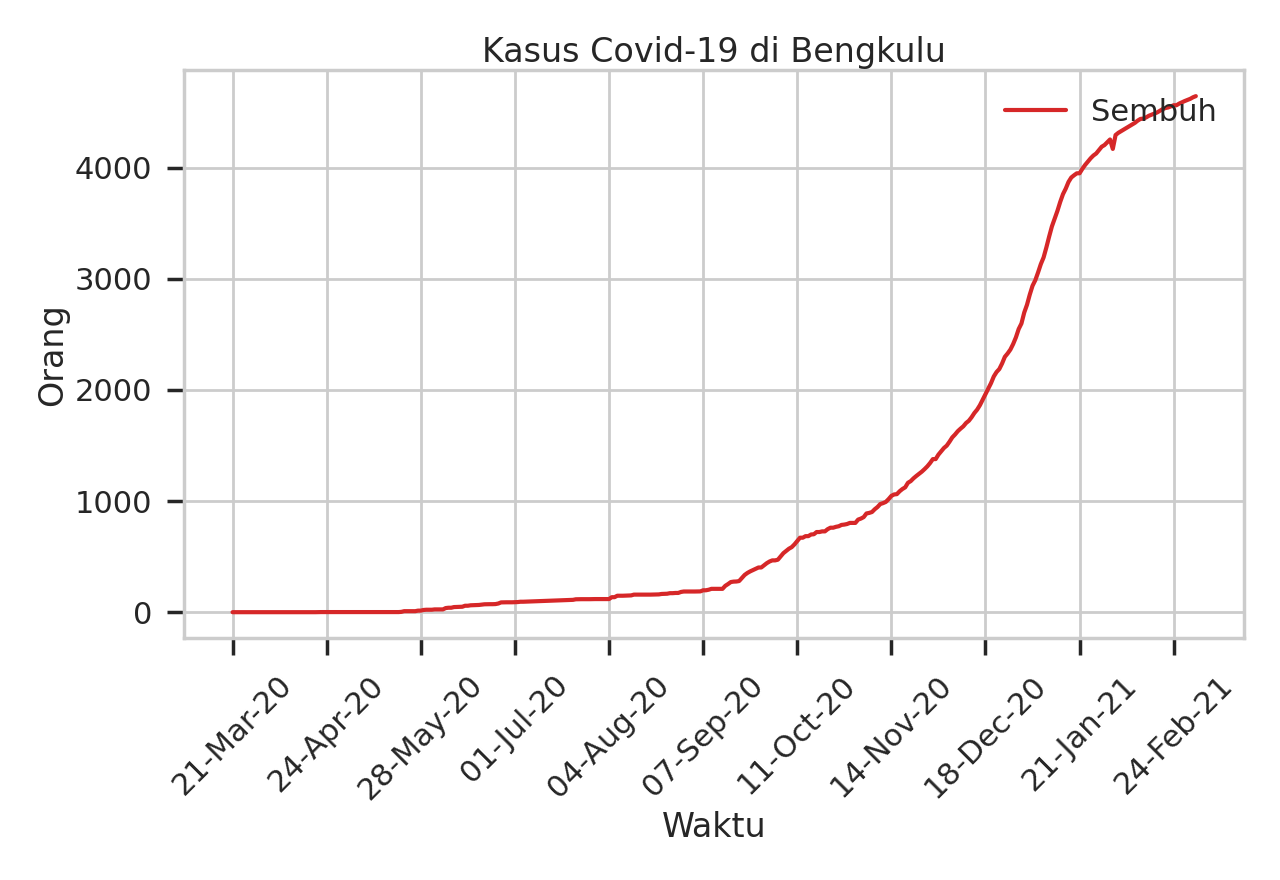 Kasus Covid-19 di Bengkulu
Sembuh
Orang
4000
3000
2000
1000
0
21-Mar-20
24-Apr-20
28-May-20
01-Jul-20
04-Aug-20
07-Sep-20
11-Oct-20
14-Nov-20
18-Dec-20
21-Jan-21
24-Feb-21
Waktu